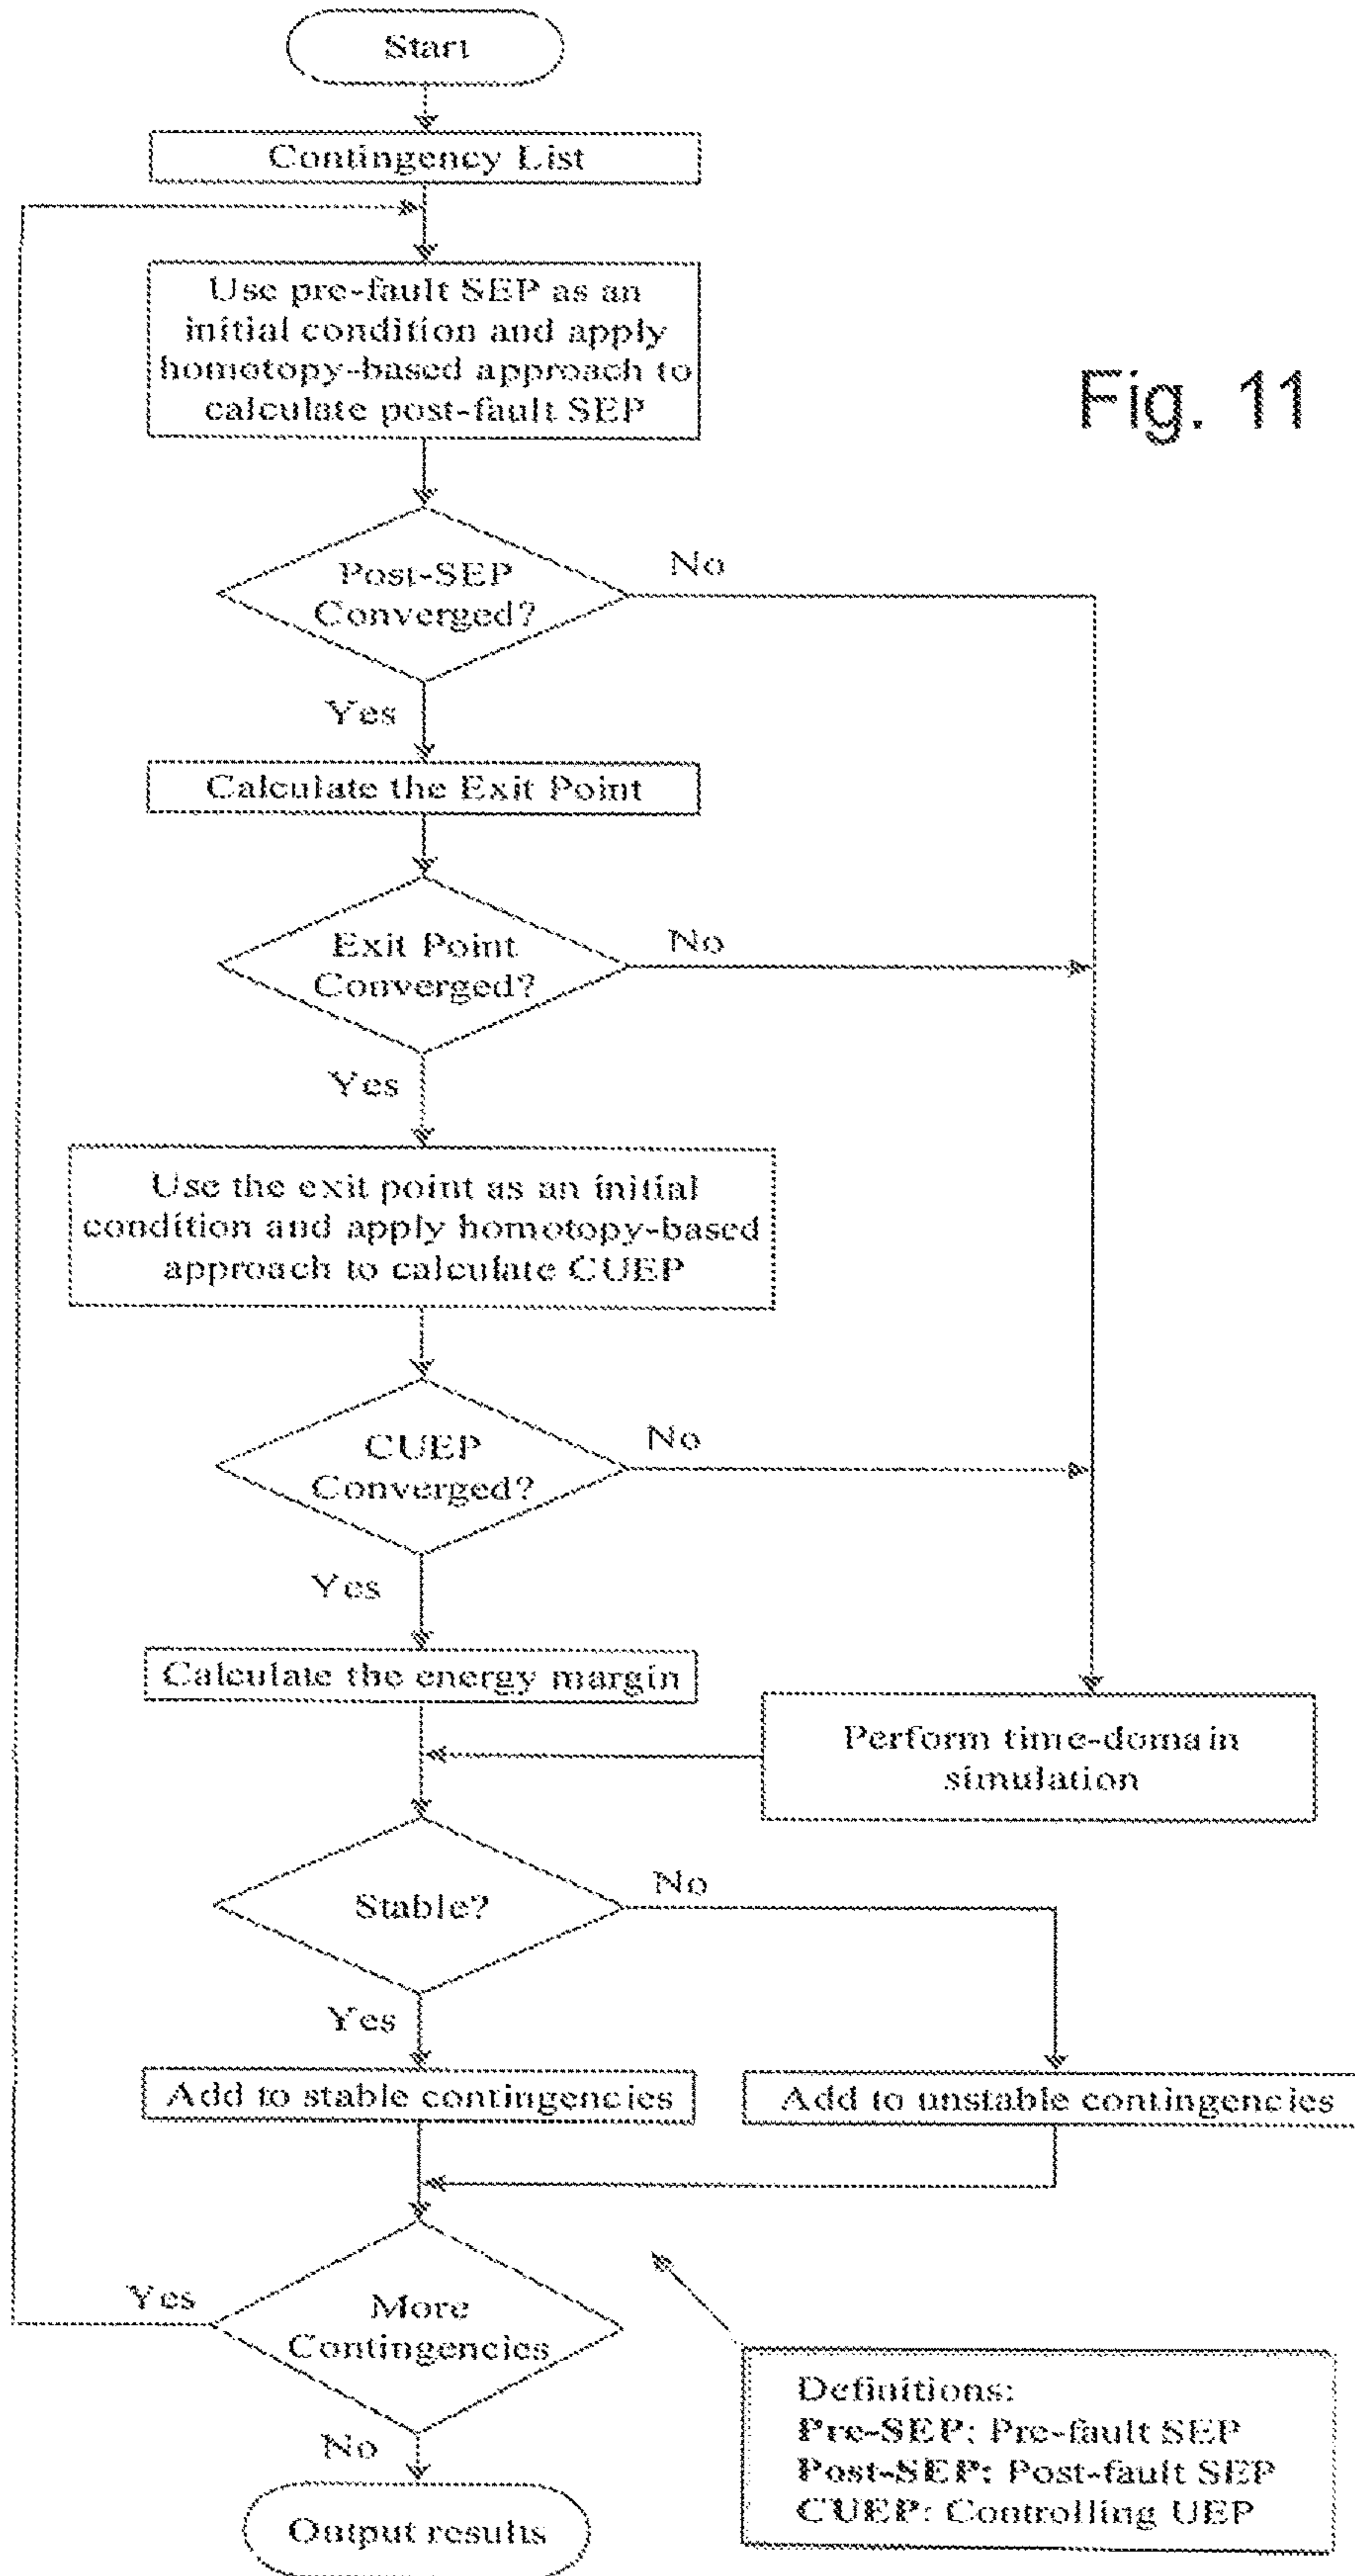 Start
Contingency List
Use pre-fault SEP as an
initial condition and apply
homotopy-based approach to
calculate post-fault SEP
Fig. 11
Post-SEP
Converged?
No
Yes
Calculate the Exit Point
Exit Point
Converged?
No
Yes
Use the exit point as an initial
condition and apply homotopy-based
approach to calculate CUEP
CUEP
Converged?
No
Yes
Calculate the energy margin
Perform time-domain
simulation
Stable?
No
Yes
Add to stable contingencies
Add to unstable contingencies
More
Contingencies
Yes
No
Output results
Definitions:
Pre-SEP: Pre-fault SEP
Post-SEP: Post-fault SEP
CUEP: Controlling UEP